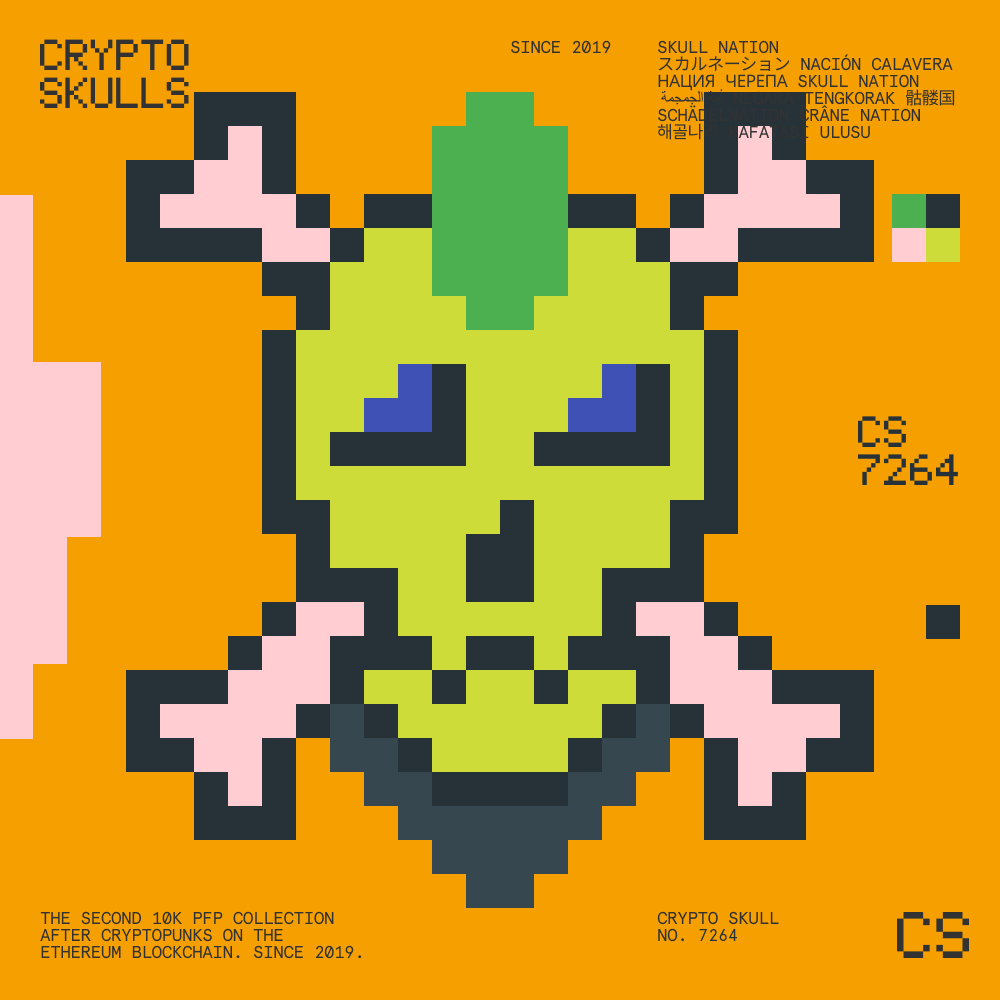 CRYPTO
SKULLS
SINCE 2019
SKULL NATION
スカルネーション NACIÓN CALAVERA
НАЦИЯ ЧЕРЕПА SKULL NATION
TENGKORAK 骷髅国
CRÂNE NATION
해골나 ULUSU
CS
7264
THE SECOND 10K PFP COLLECTION
AFTER CRYPTOPUNKS ON THE
ETHEREUM BLOCKCHAIN. SINCE 2019.
CRYPTO SKULL
NO. 7264
CS